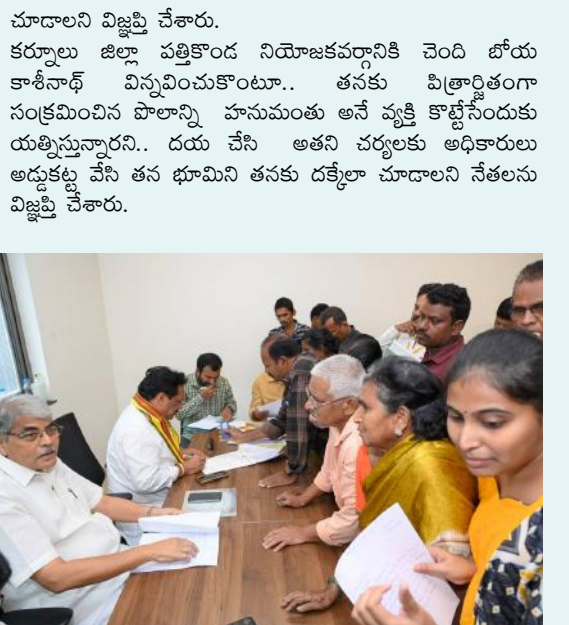 చూడాలని విజ్ఞప్తి చేశారు.
కర్నూలు జిల్లా పత్తికొండ నియోజకవర్గానికి చెంది బోయ
కాశీనాథ్ విన్నవించుకొంటూ.. తనకు పిత్రార్జితంగా
సంక్రమించిన పొలాన్ని హనుమంతు అనే వ్యక్తి కొట్టేసేందుకు
యత్నిస్తున్నారని.. దయ చేసి అతని చర్యలకు అధికారులు
అడ్డుకట్ట వేసి తన భూమిని తనకు దక్కేలా చూడాలని నేతలను
విజ్ఞప్తి చేశారు.